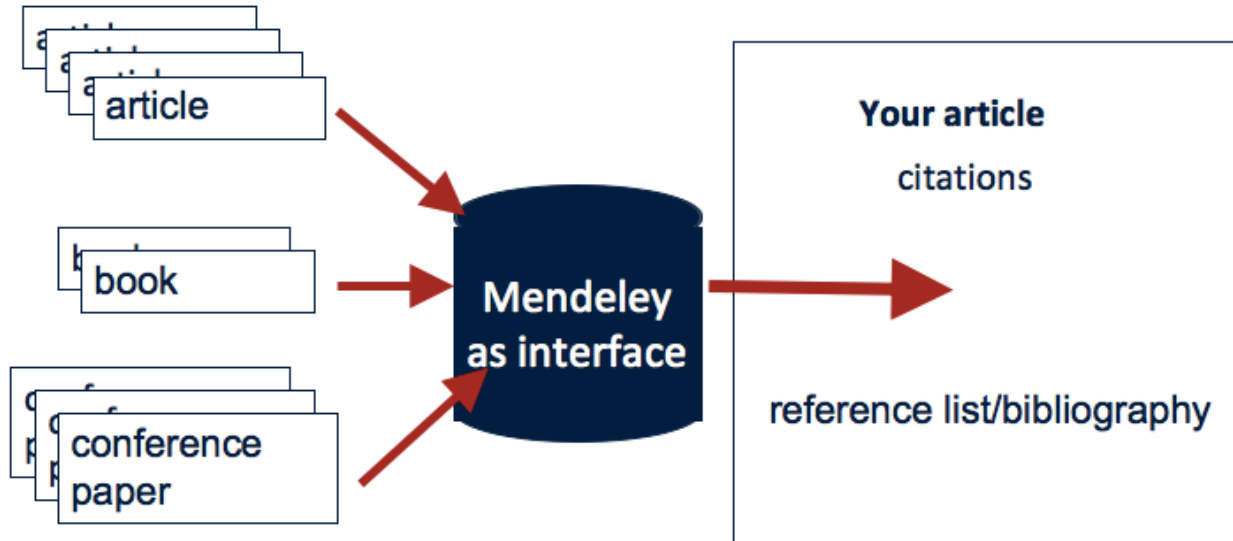 article
book
conference
paper
Mendeley
as interface
Your article
citations
reference list/bibliography